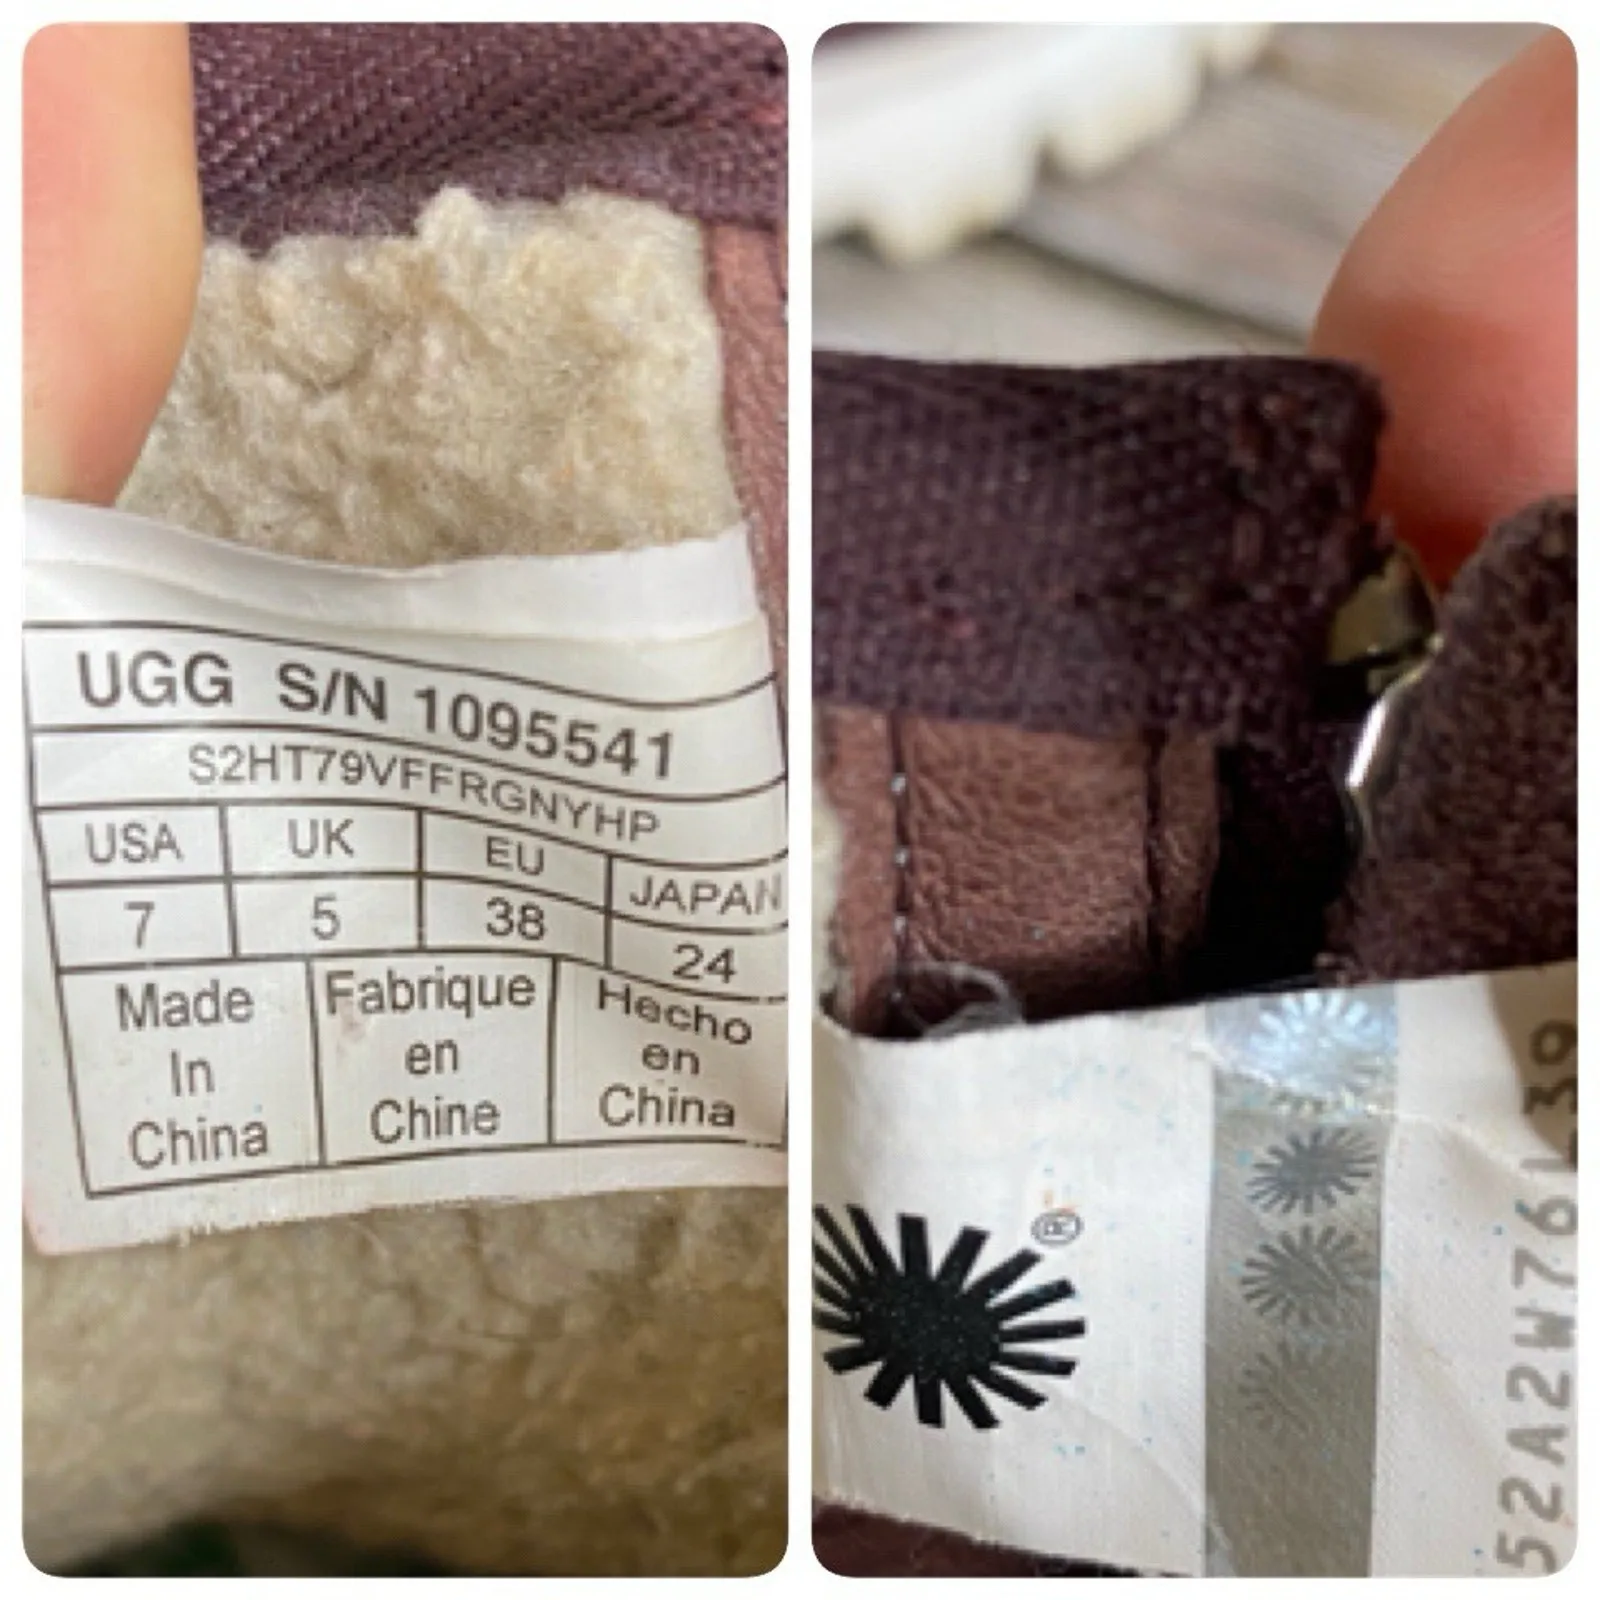 UGG S/N 1095541
S2HT79VFFRGNYHP
USA UK EU JAPAN
7 5 38 24
Made In China
Fabrique en Chine
Hecho en China
®
52A2W76L39